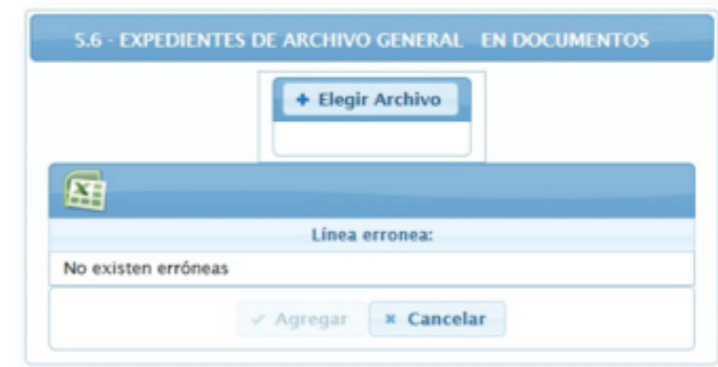 5.6 - EXPEDIENTES DE ARCHIVO GENERAL EN DOCUMENTOS
+ Elegir Archivo
Línea erronea:
No existen erróneas
Agregar Cancelar